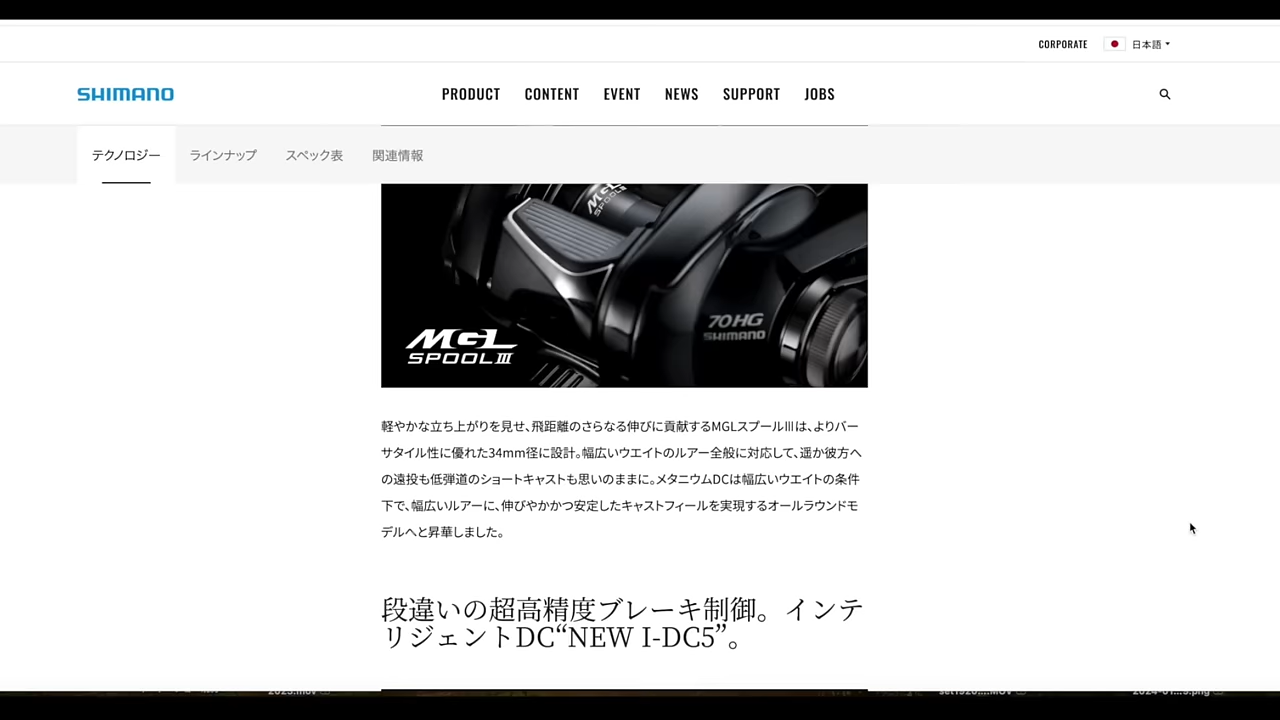 CORPORATE 日本語
SHIMANO
PRODUCT CONTENT EVENT NEWS SUPPORT JOBS
テクノロジー ラインナップ スペック表 関連情報
MGL
SPOOL III
70HG
SHIMANO
MGL
SPOOL III
軽やかな立ち上がりを見せ、飛距離のさらなる伸びに貢献するMGLスプールⅢは、よりバー
サタイル性に優れた34mm径に設計。幅広いウエイトのルアー全般に対応して、遥か彼方へ
の遠投も低弾道のショートキャストも思いのままに。メタニウムDCは幅広いウエイトの条件
下で、幅広いルアーに、伸びやかかつ安定したキャストフィールを実現するオールラウンドモ
デルへと昇華しました。
段違いの超高精度ブレーキ制御。インテ
リジェントDC“NEW I-DC5”。